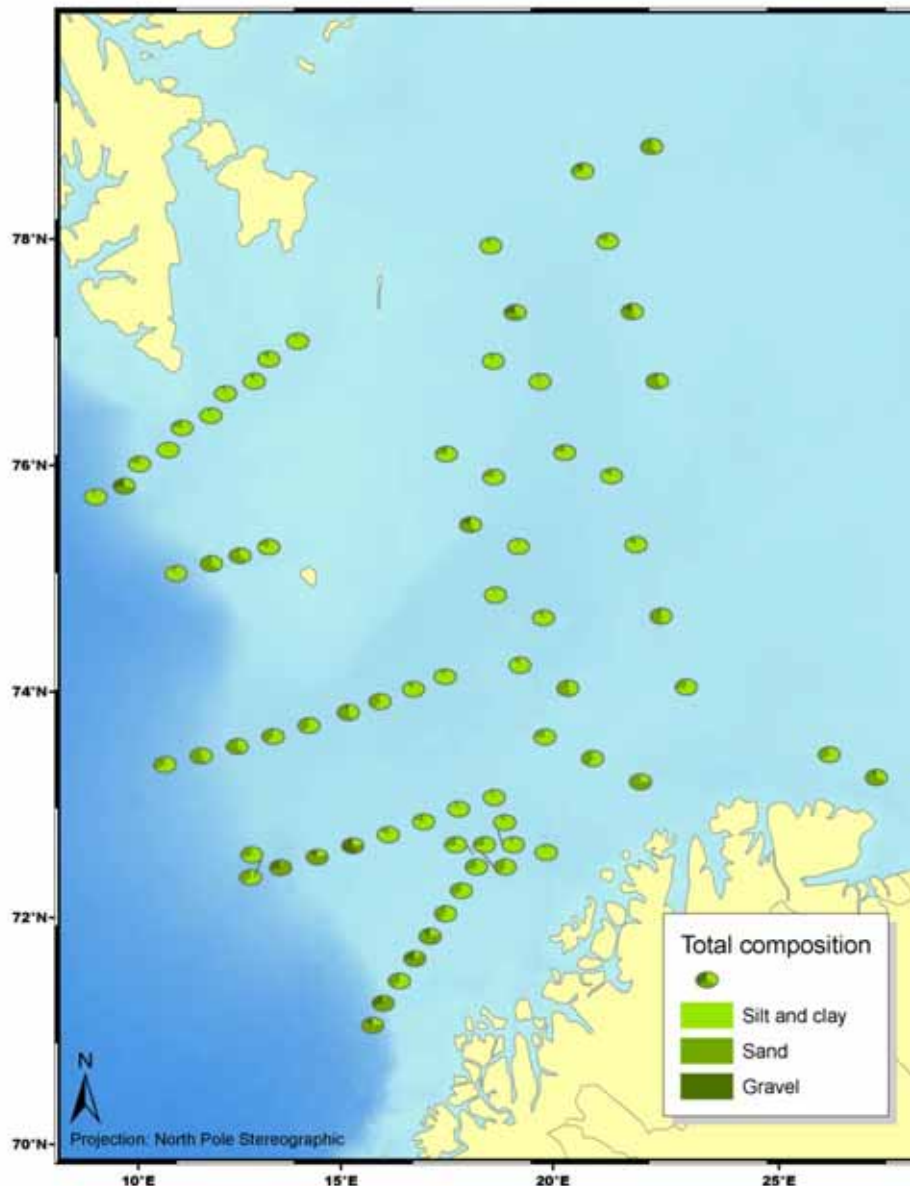 78°N
76°N
74°N
72°N
70°N
Total composition
Silt and clay
Sand
Gravel
N
Projection: North Pole Stereographic
10°E
15°E
20°E
25°E